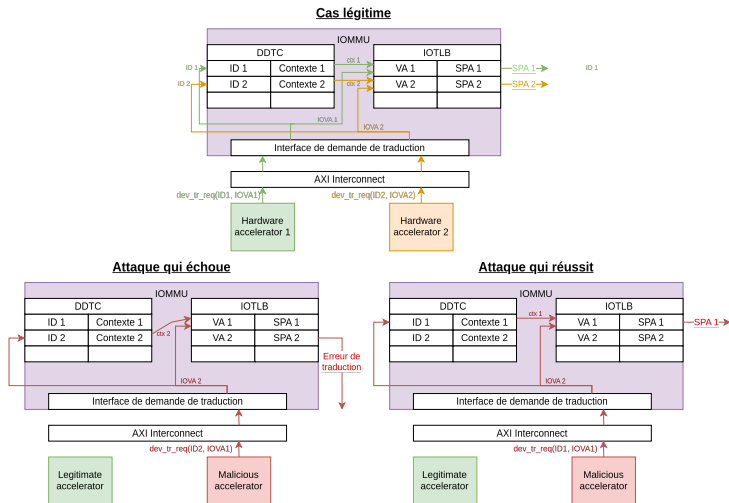 Cas légitime
IOMMU
DDTC
IOTLB
ID 1
ID 1
Contexte 1
ctx 1
VA 1
SPA 1
SPA 1
ID 1
ID 2
ID 2
Contexte 2
ctx 2
VA 2
SPA 2
SPA 2
IOVA 1
IOVA 2
Interface de demande de traduction
AXI Interconnect
dev_tr_req(ID1, IOVA1)
dev_tr_req(ID2, IOVA2)
Hardware
accelerator 1
Hardware
accelerator 2
Attaque qui échoue
IOMMU
DDTC
IOTLB
ID 1
Contexte 1
VA 1
SPA 1
ID 2
Contexte 2
ctx 2
VA 2
SPA 2
Erreur de
traduction
IOVA 2
Interface de demande de traduction
AXI Interconnect
dev_tr_req(ID2, IOVA1)
Legitimate
accelerator
Malicious
accelerator
Attaque qui réussit
IOMMU
DDTC
IOTLB
ID 1
Contexte 1
ctx 1
VA 1
SPA 1
SPA 1
ID 2
Contexte 2
VA 2
SPA 2
IOVA 2
Interface de demande de traduction
AXI Interconnect
dev_tr_req(ID1, IOVA1)
Legitimate
accelerator
Malicious
accelerator